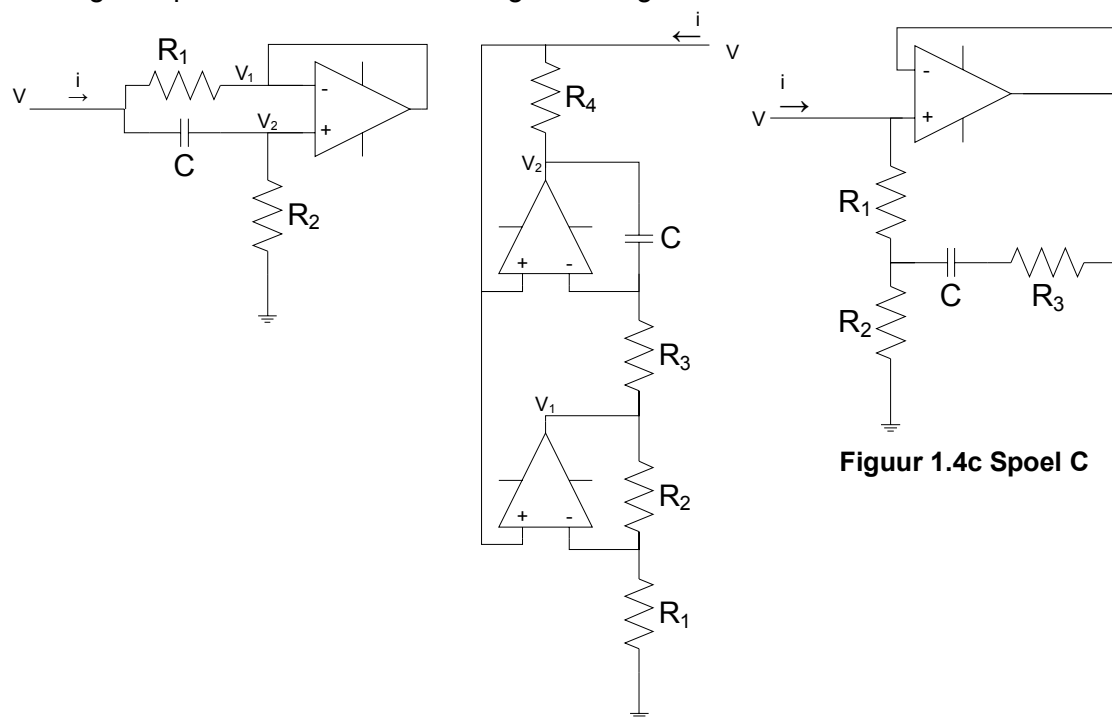 V
i
→
R1
V1
-
C
V2
+
R2
i
←
V
R4
V2
C
+
-
R3
V1
+
-
R2
R1
V
i
→
-
+
R1
C
R3
R2
Figuur 1.4c Spoel C